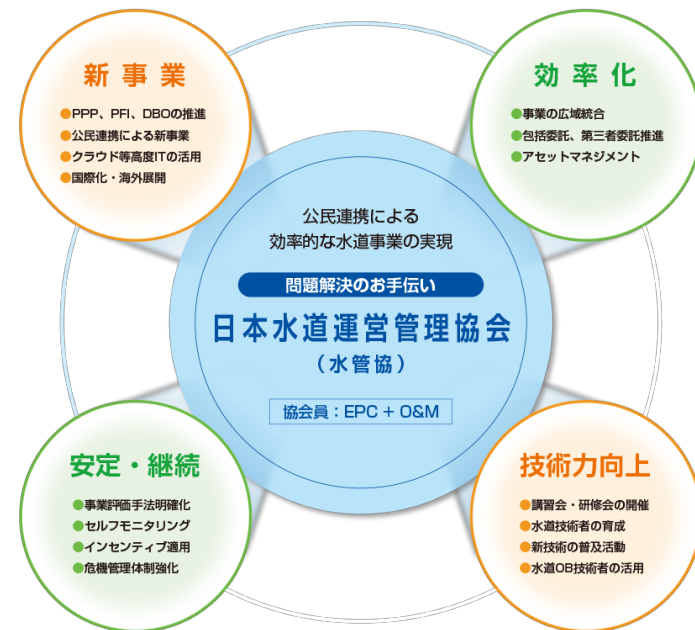 新事業
●PPP、PFI、DBOの推進
●公民連携による新事業
●クラウド等高度ITの活用
●国際化・海外展開
効率化
●事業の広域統合
●包括委託、第三者委託推進
●アセットマネジメント
公民連携による
効率的な水道事業の実現
問題解決のお手伝い
日本水道運営管理協会
（水管協）
協会員：EPC + O&M
安定・継続
●事業評価手法明確化
●セルフモニタリング
●インセンティブ適用
●危機管理体制強化
技術力向上
●講習会・研修会の開催
●水道技術者の育成
●新技術の普及活動
●水道OB技術者の活用